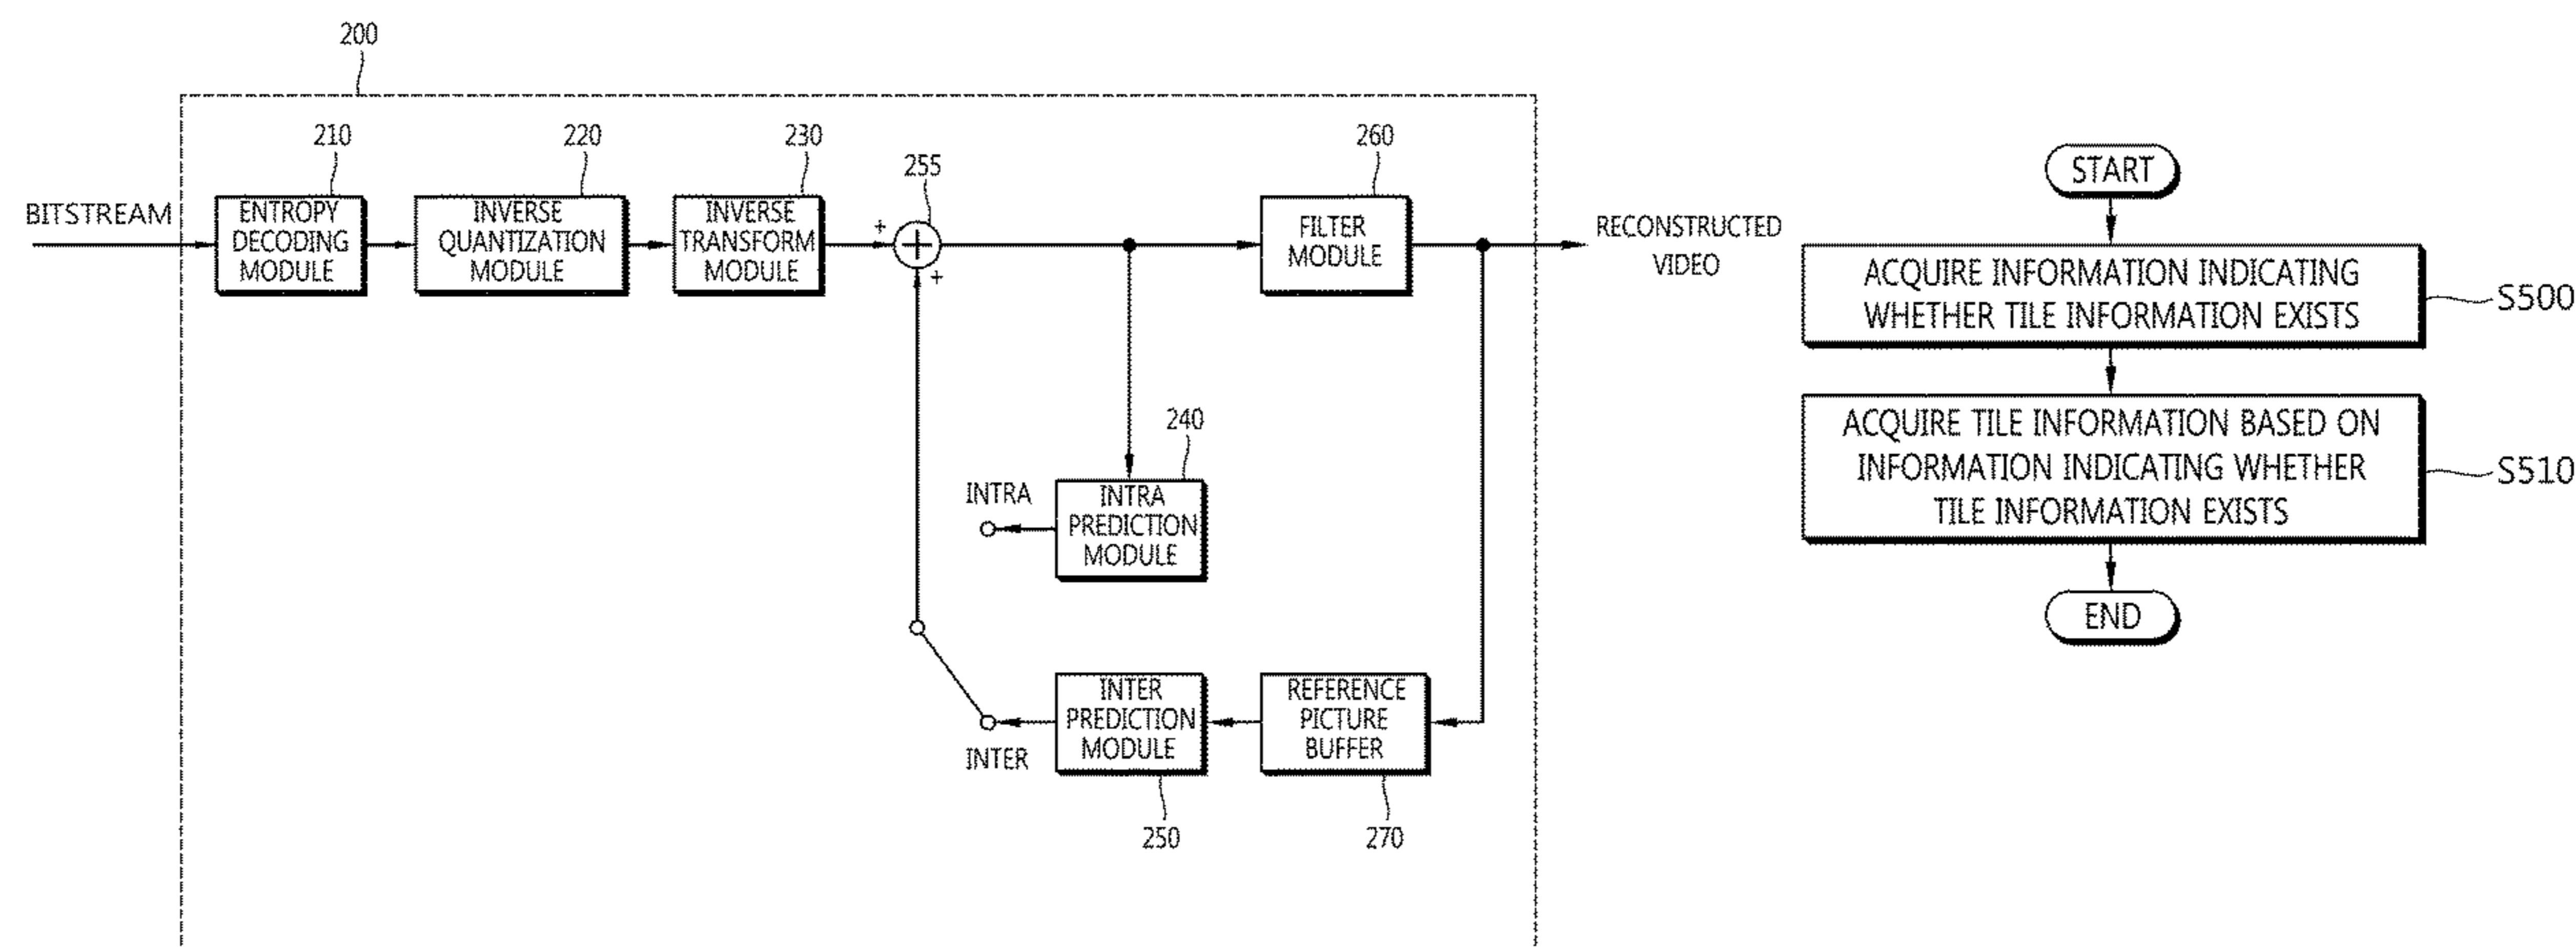 200
210
220
230
255
260
BITSTREAM
ENTROPY
DECODING
MODULE
INVERSE
QUANTIZATION
MODULE
INVERSE
TRANSFORM
MODULE
+
+
FILTER
MODULE
RECONSTRUCTED
VIDEO
240
INTRA
INTRA
PREDICTION
MODULE
INTER
INTER
PREDICTION
MODULE
REFERENCE
PICTURE
BUFFER
250
270
START
ACQUIRE INFORMATION INDICATING
WHETHER TILE INFORMATION EXISTS
S500
ACQUIRE TILE INFORMATION BASED ON
INFORMATION INDICATING WHETHER
TILE INFORMATION EXISTS
S510
END